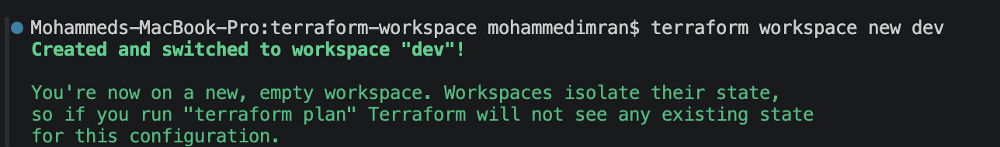 Mohammeds-MacBook-Pro:terraform-workspace mohammedimran$ terraform workspace new dev
Created and switched to workspace "dev"!
You're now on a new, empty workspace. Workspaces isolate their state,
so if you run "terraform plan" Terraform will not see any existing state
for this configuration.